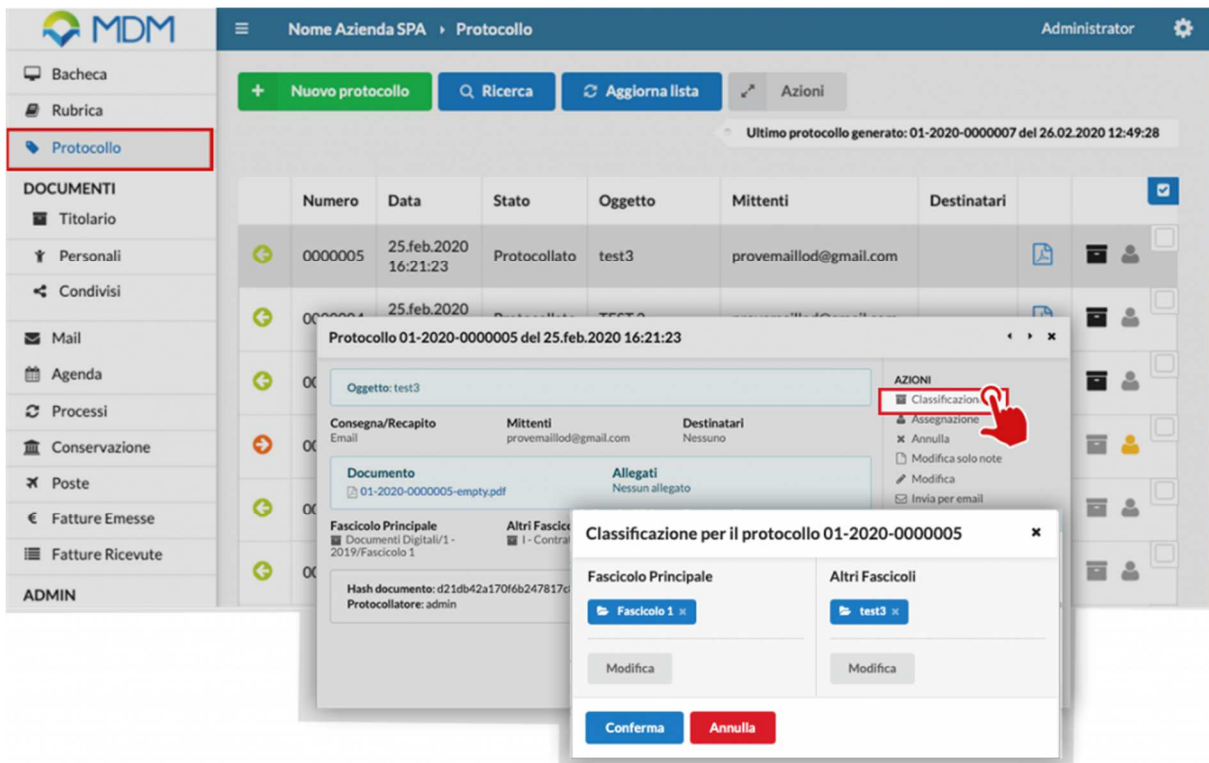 MDM
Nome Azienda SPA
Protocollo
Administrator
Bacheca
Rubrica
Protocollo
DOCUMENTI
Titolario
Personali
Condivisi
Mail
Agenda
Processi
Conservazione
Poste
€ Fatture Emesse
Fatture Ricevute
ADMIN
+ Nuovo protocollo
Ricerca
Aggiorna lista
Azioni
Ultimo protocollo generato: 01-2020-0000007 del 26.02.2020 12:49:28
Numero Data Stato Oggetto Mittenti Destinatari
0000005 25.feb.2020 16:21:23 Protocollato test3 provemaillod@gmail.com
25.feb.2020
Protocollo 01-2020-0000005 del 25.feb.2020 16:21:23
Oggetto: test3
Consegna/Recapito
Email
Mittenti
provemaillod@gmail.com
Destinatari
Nessuno
Documento
01-2020-0000005-empty.pdf
Allegati
Nessun allegato
Fascicolo Principale
Documenti Digitali/1 -
2019/Fascicolo 1
Altri Fascico
I - Contrat
Hash documento: d21db42a170f6b247817c
Protocollatore: admin
AZIONI
Classificazion
Assegnazione
Annulla
Modifica solo note
Modifica
Invia per email
Classificazione per il protocollo 01-2020-0000005
Fascicolo Principale
Fascicolo 1
Modifica
Altri Fascicoli
test3
Modifica
Conferma
Annulla